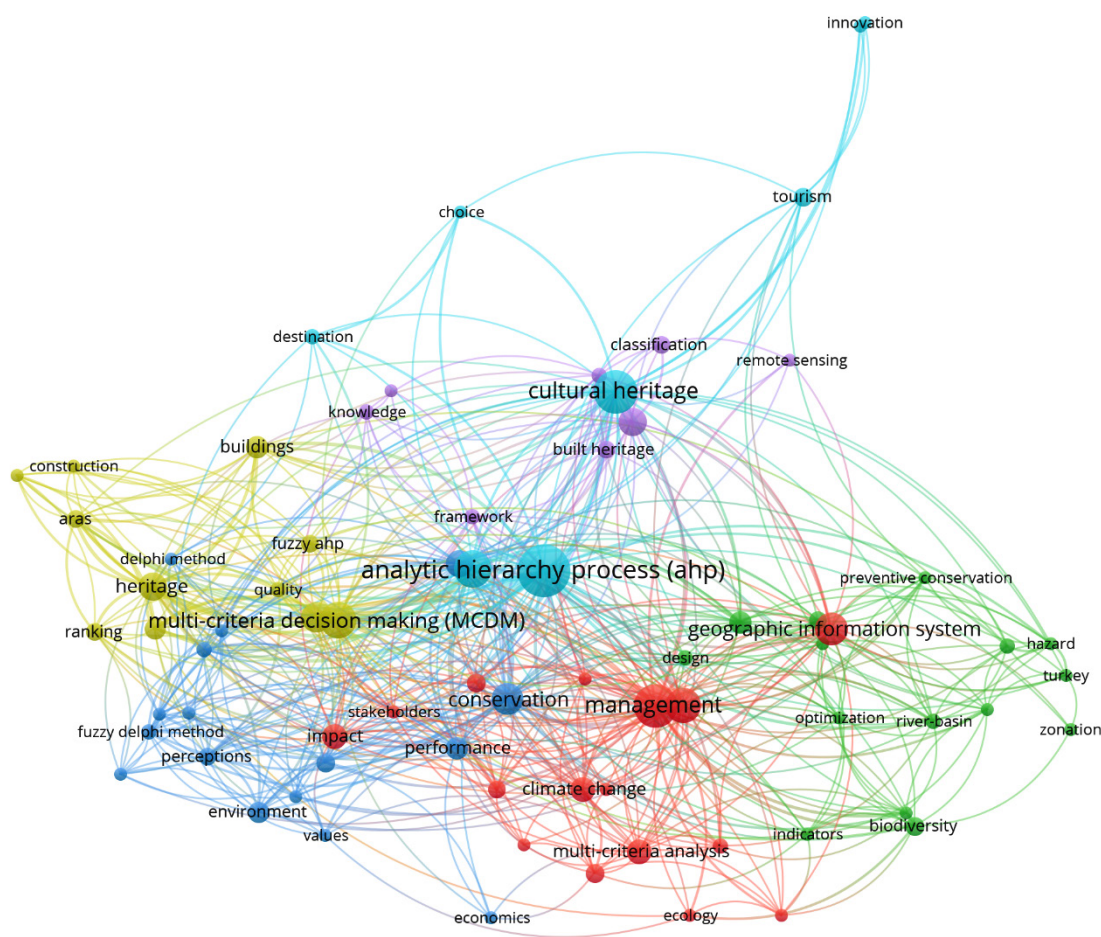 innovation
tourism
choice
destination
classification
remote sensing
cultural heritage
knowledge
buildings
built heritage
construction
aras
framework
fuzzy ahp
delphi method
analytic hierarchy process (ahp)
preventive conservation
heritage
quality
multi-criteria decision making (MCDM)
ranking
geographic information system
hazard
design
turkey
conservation
management
stakeholders
optimization
river-basin
zonation
fuzzy delphi method
impact
performance
perceptions
climate change
environment
values
indicators
biodiversity
multi-criteria analysis
economics
ecology